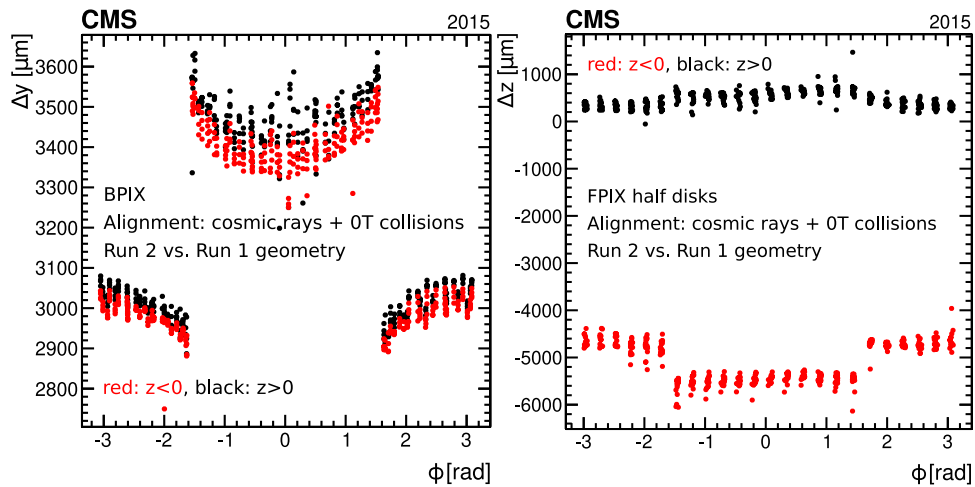 CMS 2015
Δy [μm]
3600
3500
3400
3300
3200
3100
3000
2900
2800
BPIX
Alignment: cosmic rays + 0T collisions
Run 2 vs. Run 1 geometry
red: z<0, black: z>0
-3 -2 -1 0 1 2 3
ϕ [rad]
CMS 2015
Δz [μm]
red: z<0, black: z>0
1000
0
-1000
-2000
-3000
-4000
-5000
-6000
FPIX half disks
Alignment: cosmic rays + 0T collisions
Run 2 vs. Run 1 geometry
-3 -2 -1 0 1 2 3
ϕ [rad]